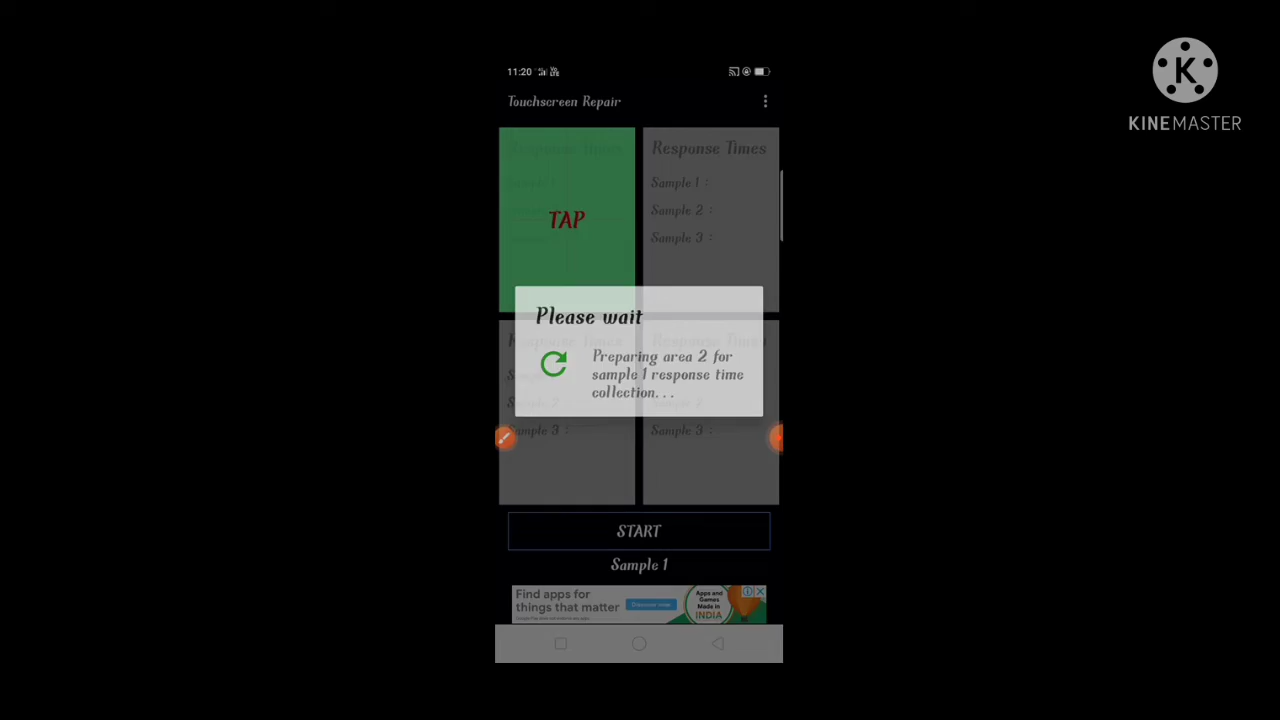 11:20
Touchscreen Repair
TAP
Response Times
Sample 1 :
Sample 2 :
Sample 3 :
Please wait
Preparing area 2 for
sample 1 response time
collection...
Sample 3 :
Sample 3 :
START
Sample 1
Find apps for
things that matter
Discover now
Apps and
Games
Made in
INDIA
K
KINEMASTER